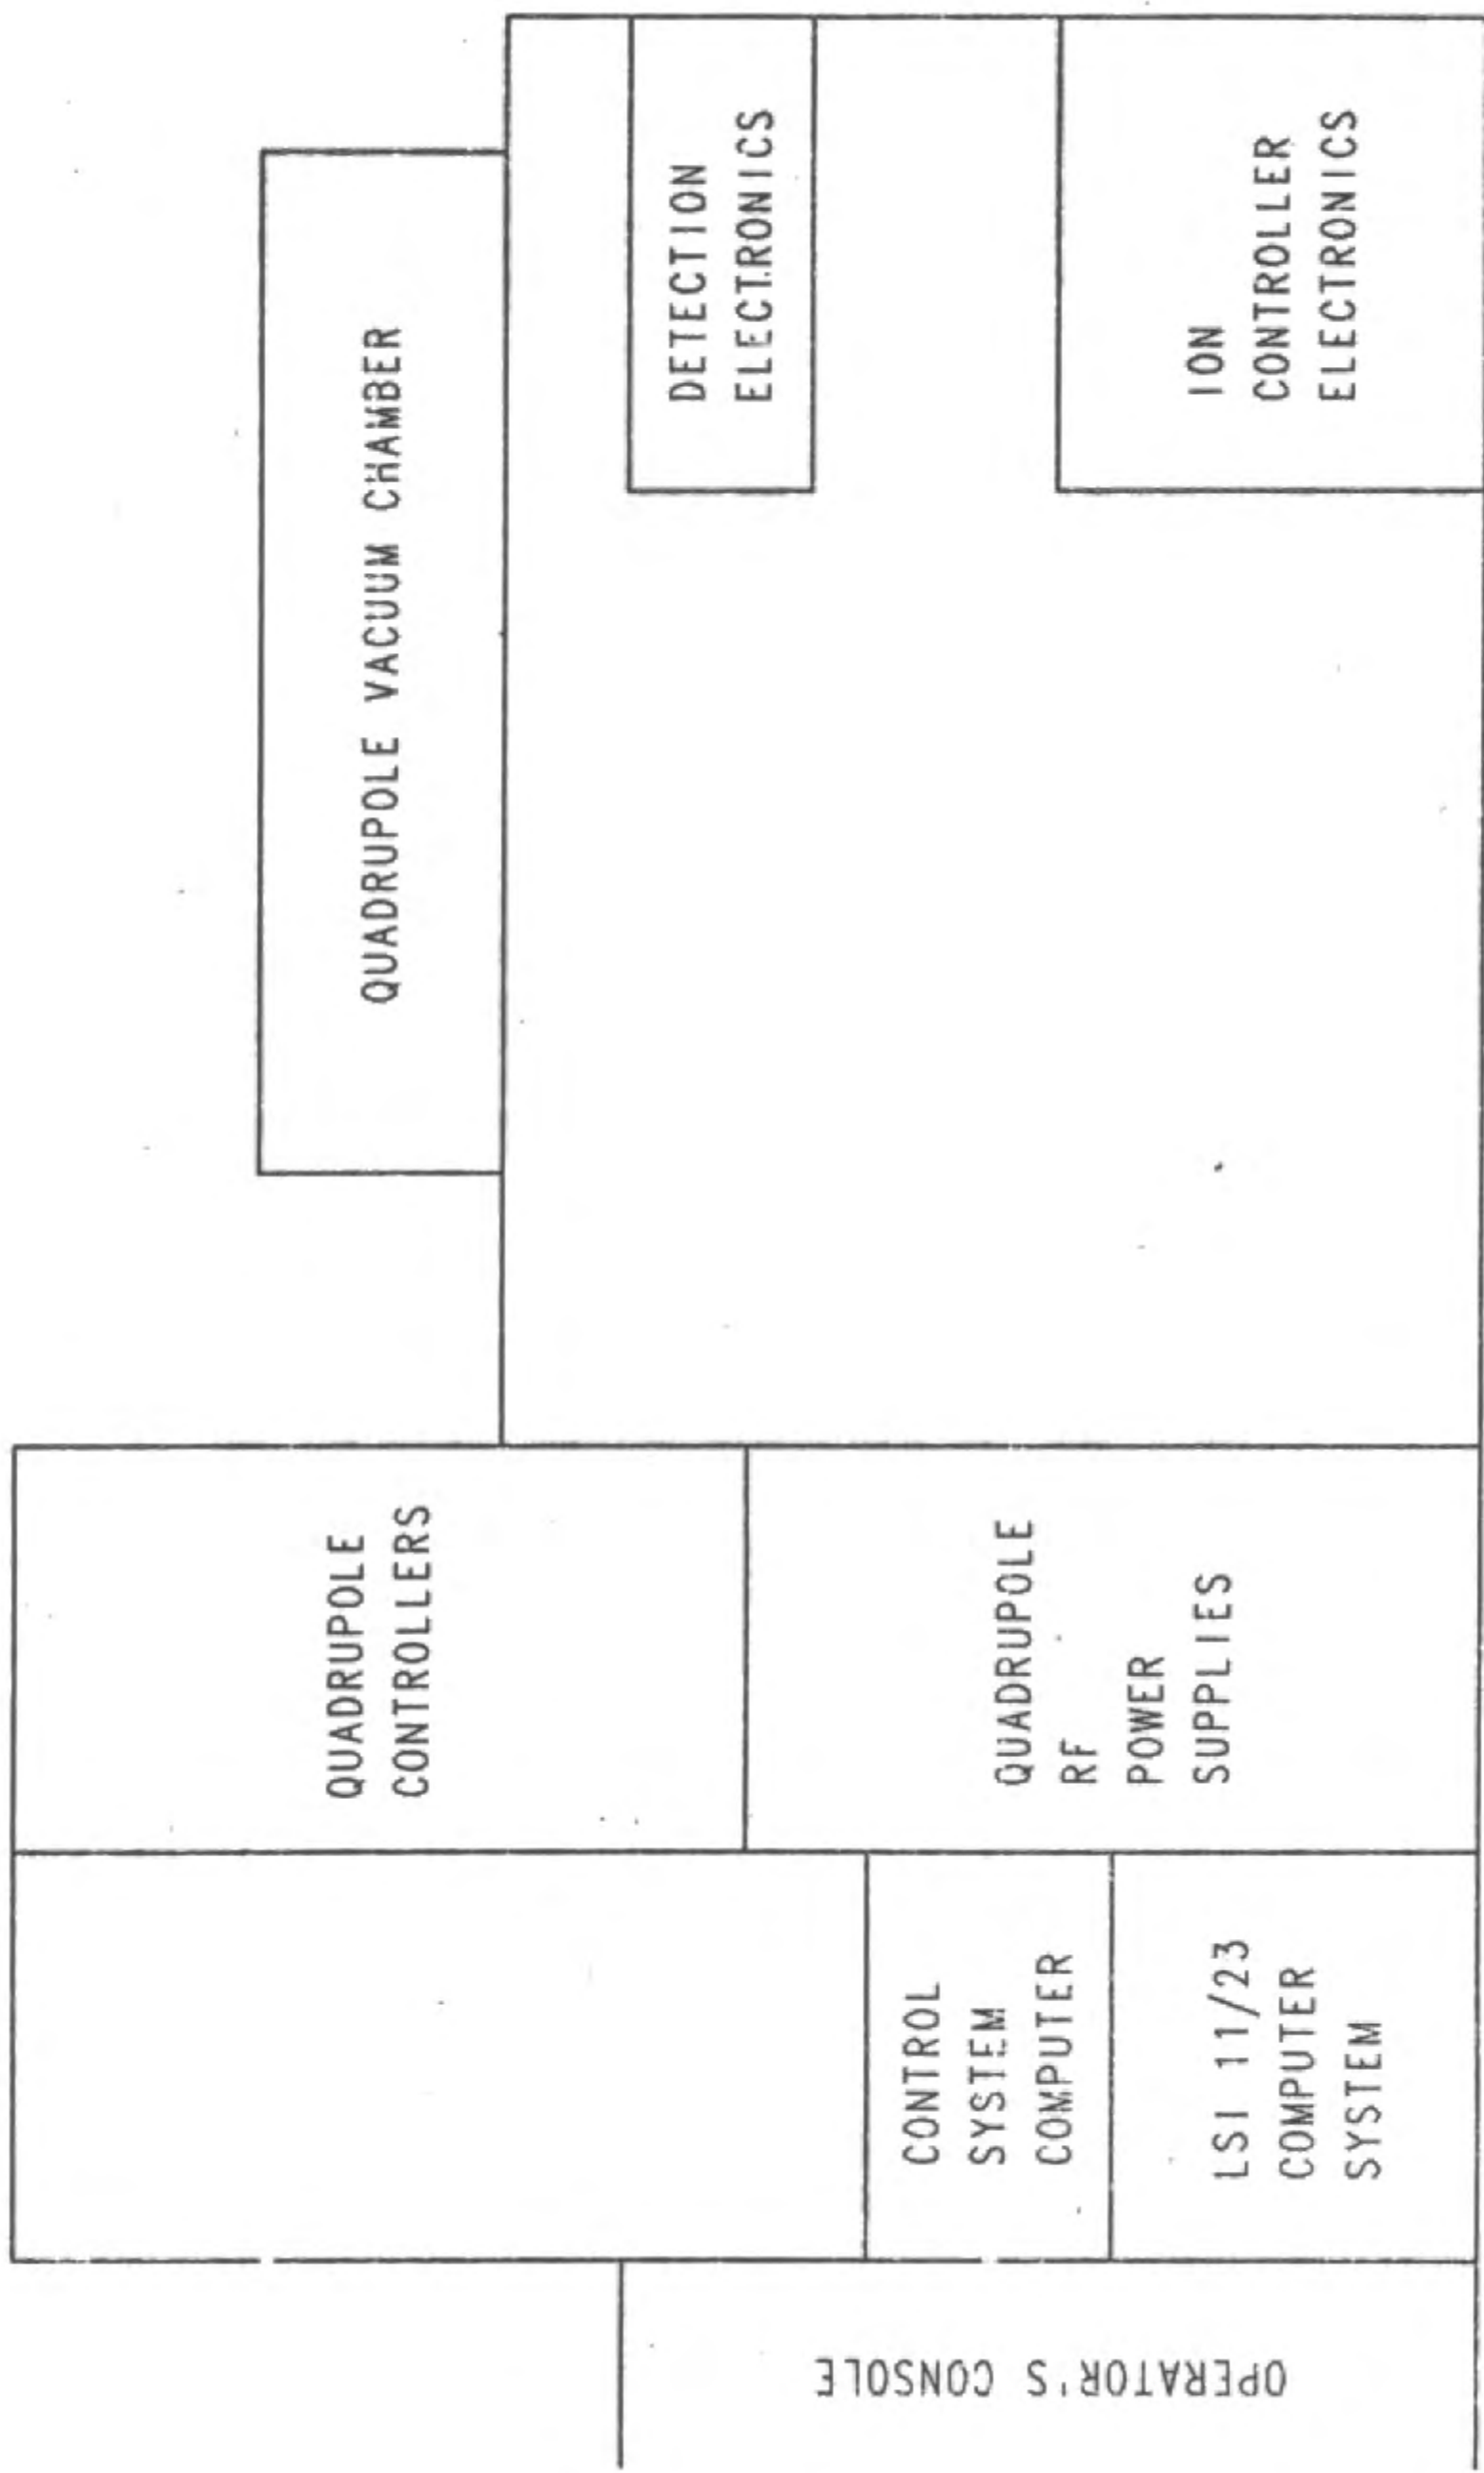 OPERATOR'S CONSOLE
CONTROL
SYSTEM
COMPUTER
LSI 11/23
COMPUTER
SYSTEM
QUADRUPOLE
CONTROLLERS
QUADRUPOLE
RF
POWER
SUPPLIES
QUADRUPOLE VACUUM CHAMBER
DETECTION
ELECTRONICS
ION
CONTROLLER
ELECTRONICS